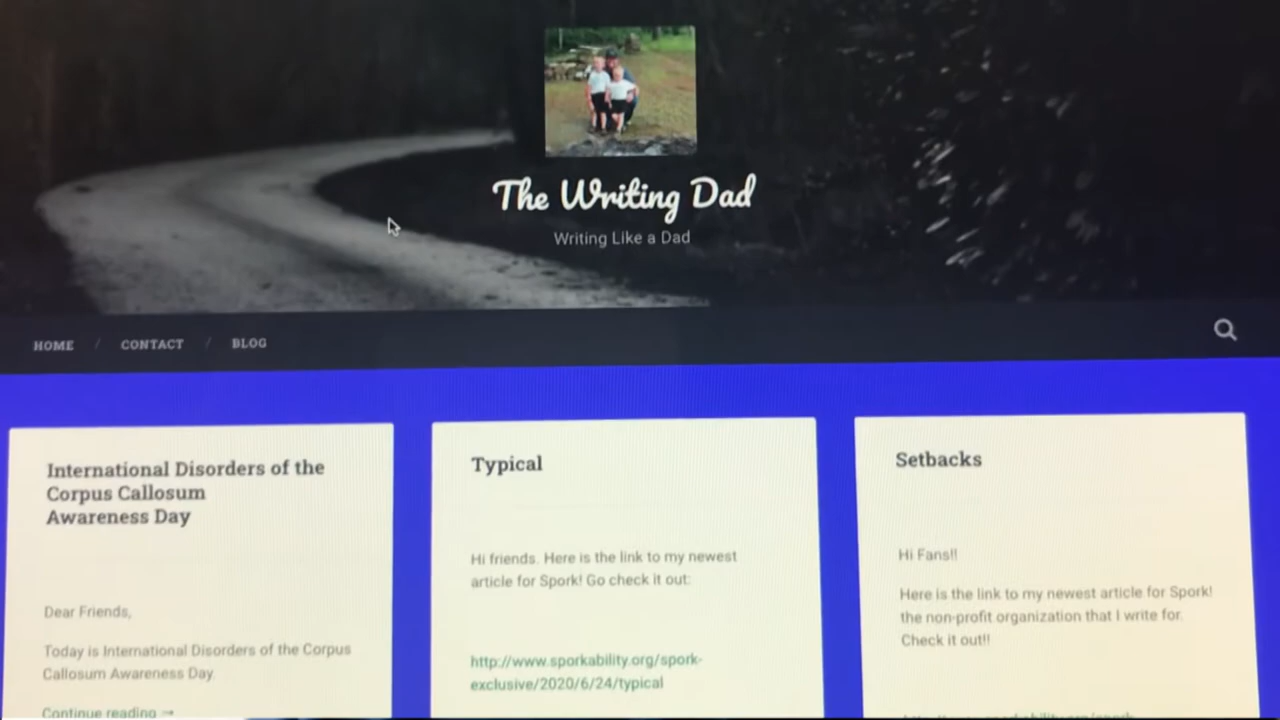 The Writing Dad
Writing Like a Dad
HOME / CONTACT / BLOG
International Disorders of the
Corpus Callosum
Awareness Day
Dear Friends,
Today is International Disorders of the Corpus
Callosum Awareness Day
Continue reading →
Typical
Hi friends. Here is the link to my newest
article for Spork! Go check it out:
http://www.sporkability.org/spork-
exclusive/2020/6/24/typical
Setbacks
Hi Fans!!
Here is the link to my newest article for Spork!
the non-profit organization that I write for.
Check it out!!